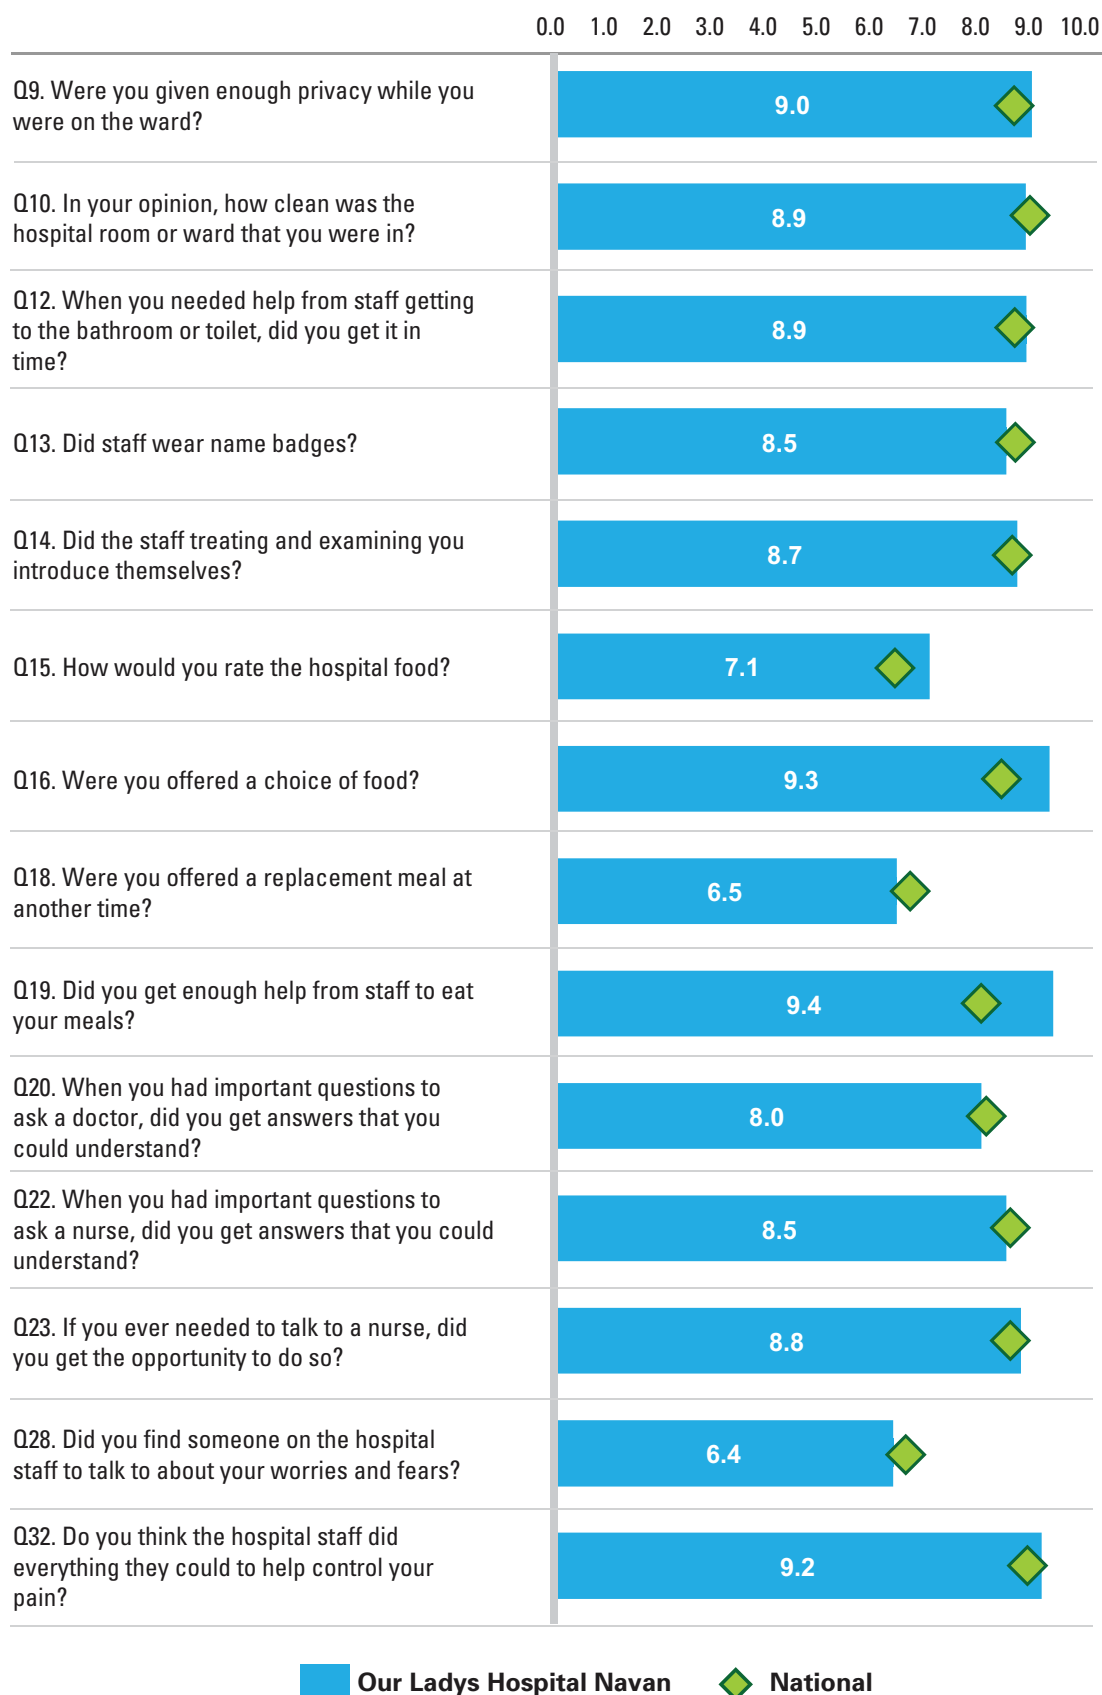 0.0 1.0 2.0 3.0 4.0 5.0 6.0 7.0 8.0 9.0 10.0
Q9. Were you given enough privacy while you
were on the ward?
9.0
Q10. In your opinion, how clean was the
hospital room or ward that you were in?
8.9
Q12. When you needed help from staff getting
to the bathroom or toilet, did you get it in
time?
8.9
Q13. Did staff wear name badges?
8.5
Q14. Did the staff treating and examining you
introduce themselves?
8.7
Q15. How would you rate the hospital food?
7.1
Q16. Were you offered a choice of food?
9.3
Q18. Were you offered a replacement meal at
another time?
6.5
Q19. Did you get enough help from staff to eat
your meals?
9.4
Q20. When you had important questions to
ask a doctor, did you get answers that you
could understand?
8.0
Q22. When you had important questions to
ask a nurse, did you get answers that you could
understand?
8.5
Q23. If you ever needed to talk to a nurse, did
you get the opportunity to do so?
8.8
Q28. Did you find someone on the hospital
staff to talk to about your worries and fears?
6.4
Q32. Do you think the hospital staff did
everything they could to help control your
pain?
9.2
Our Ladys Hospital Navan National